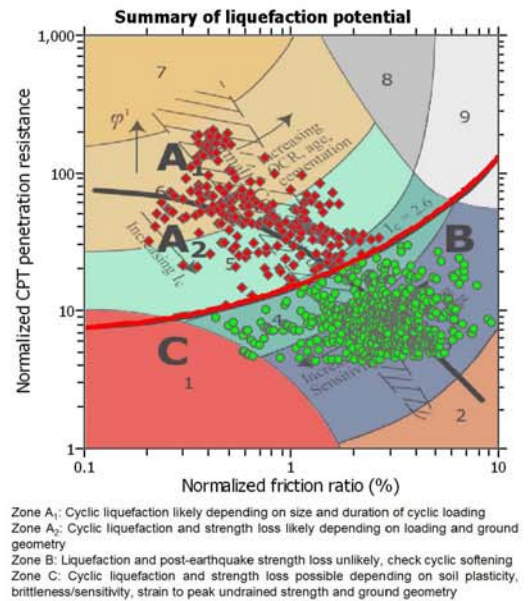 Summary of liquefaction potential
1,000
7
8
9
φ'
Increasing
OCR, age,
cementation
A1
100
6
Ic = 2.6
A2
B
Increasing Ic
5
10
4
C
1
Increasing
Sensitivity
2
1
0.1
1
10
Normalized CPT penetration resistance
Normalized friction ratio (%)
Zone A1: Cyclic liquefaction likely depending on size and duration of cyclic loading
Zone A2: Cyclic liquefaction and strength loss likely depending on loading and ground
geometry
Zone B: Liquefaction and post-earthquake strength loss unlikely, check cyclic softening
Zone C: Cyclic liquefaction and strength loss possible depending on soil plasticity,
brittleness/sensitivity, strain to peak undrained strength and ground geometry